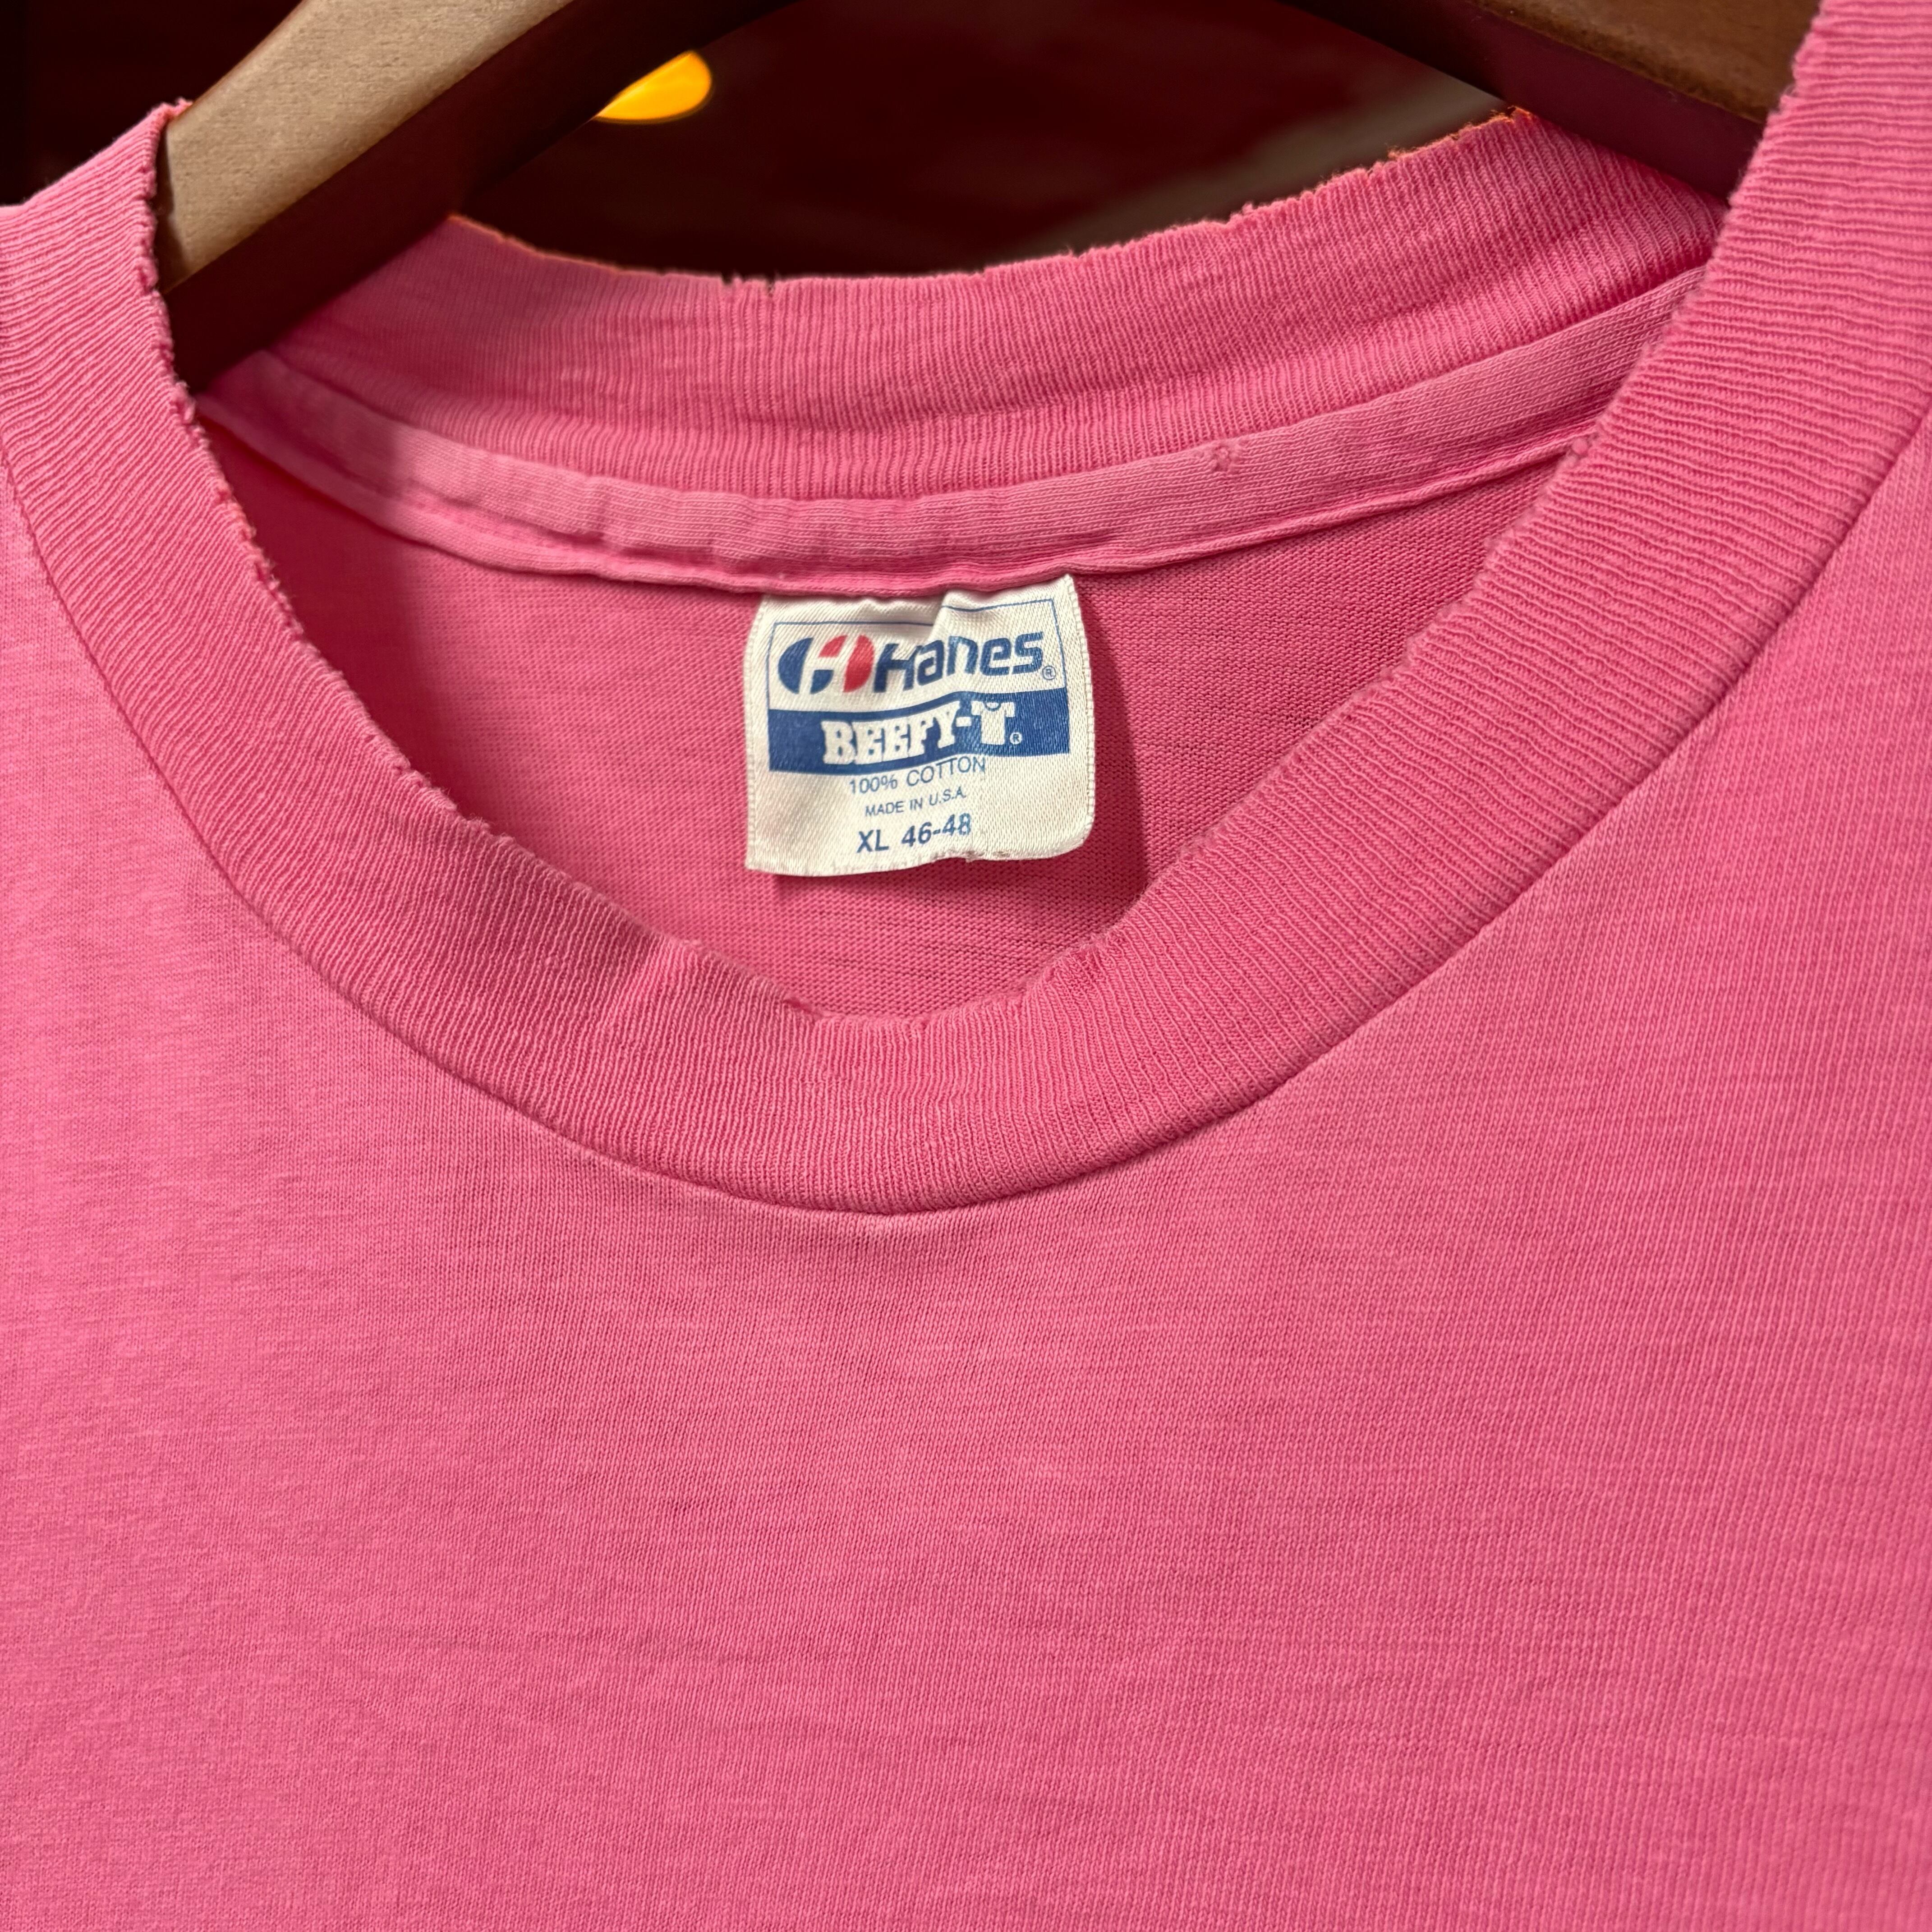 Hanes®
BEEFY-T®
100% COTTON
MADE IN U.S.A.
XL 46-48